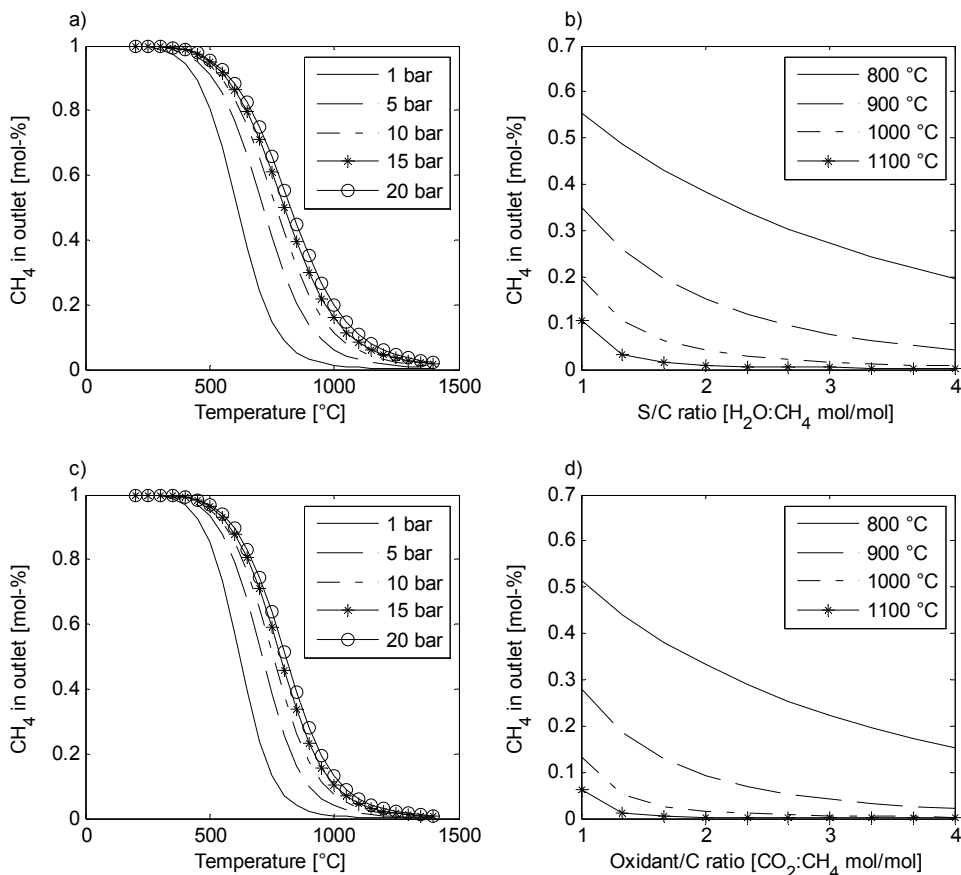 a)
CH4 in outlet [mol-%]
1
0.8
0.6
0.4
0.2
0
0
500
1000
1500
Temperature [°C]
1 bar
5 bar
10 bar
15 bar
20 bar
b)
CH4 in outlet [mol-%]
0.7
0.6
0.5
0.4
0.3
0.2
0.1
0
1
2
3
4
S/C ratio [H2O:CH4 mol/mol]
800 °C
900 °C
1000 °C
1100 °C
c)
CH4 in outlet [mol-%]
1
0.8
0.6
0.4
0.2
0
0
500
1000
1500
Temperature [°C]
1 bar
5 bar
10 bar
15 bar
20 bar
d)
CH4 in outlet [mol-%]
0.7
0.6
0.5
0.4
0.3
0.2
0.1
0
1
2
3
4
Oxidant/C ratio [CO2:CH4 mol/mol]
800 °C
900 °C
1000 °C
1100 °C